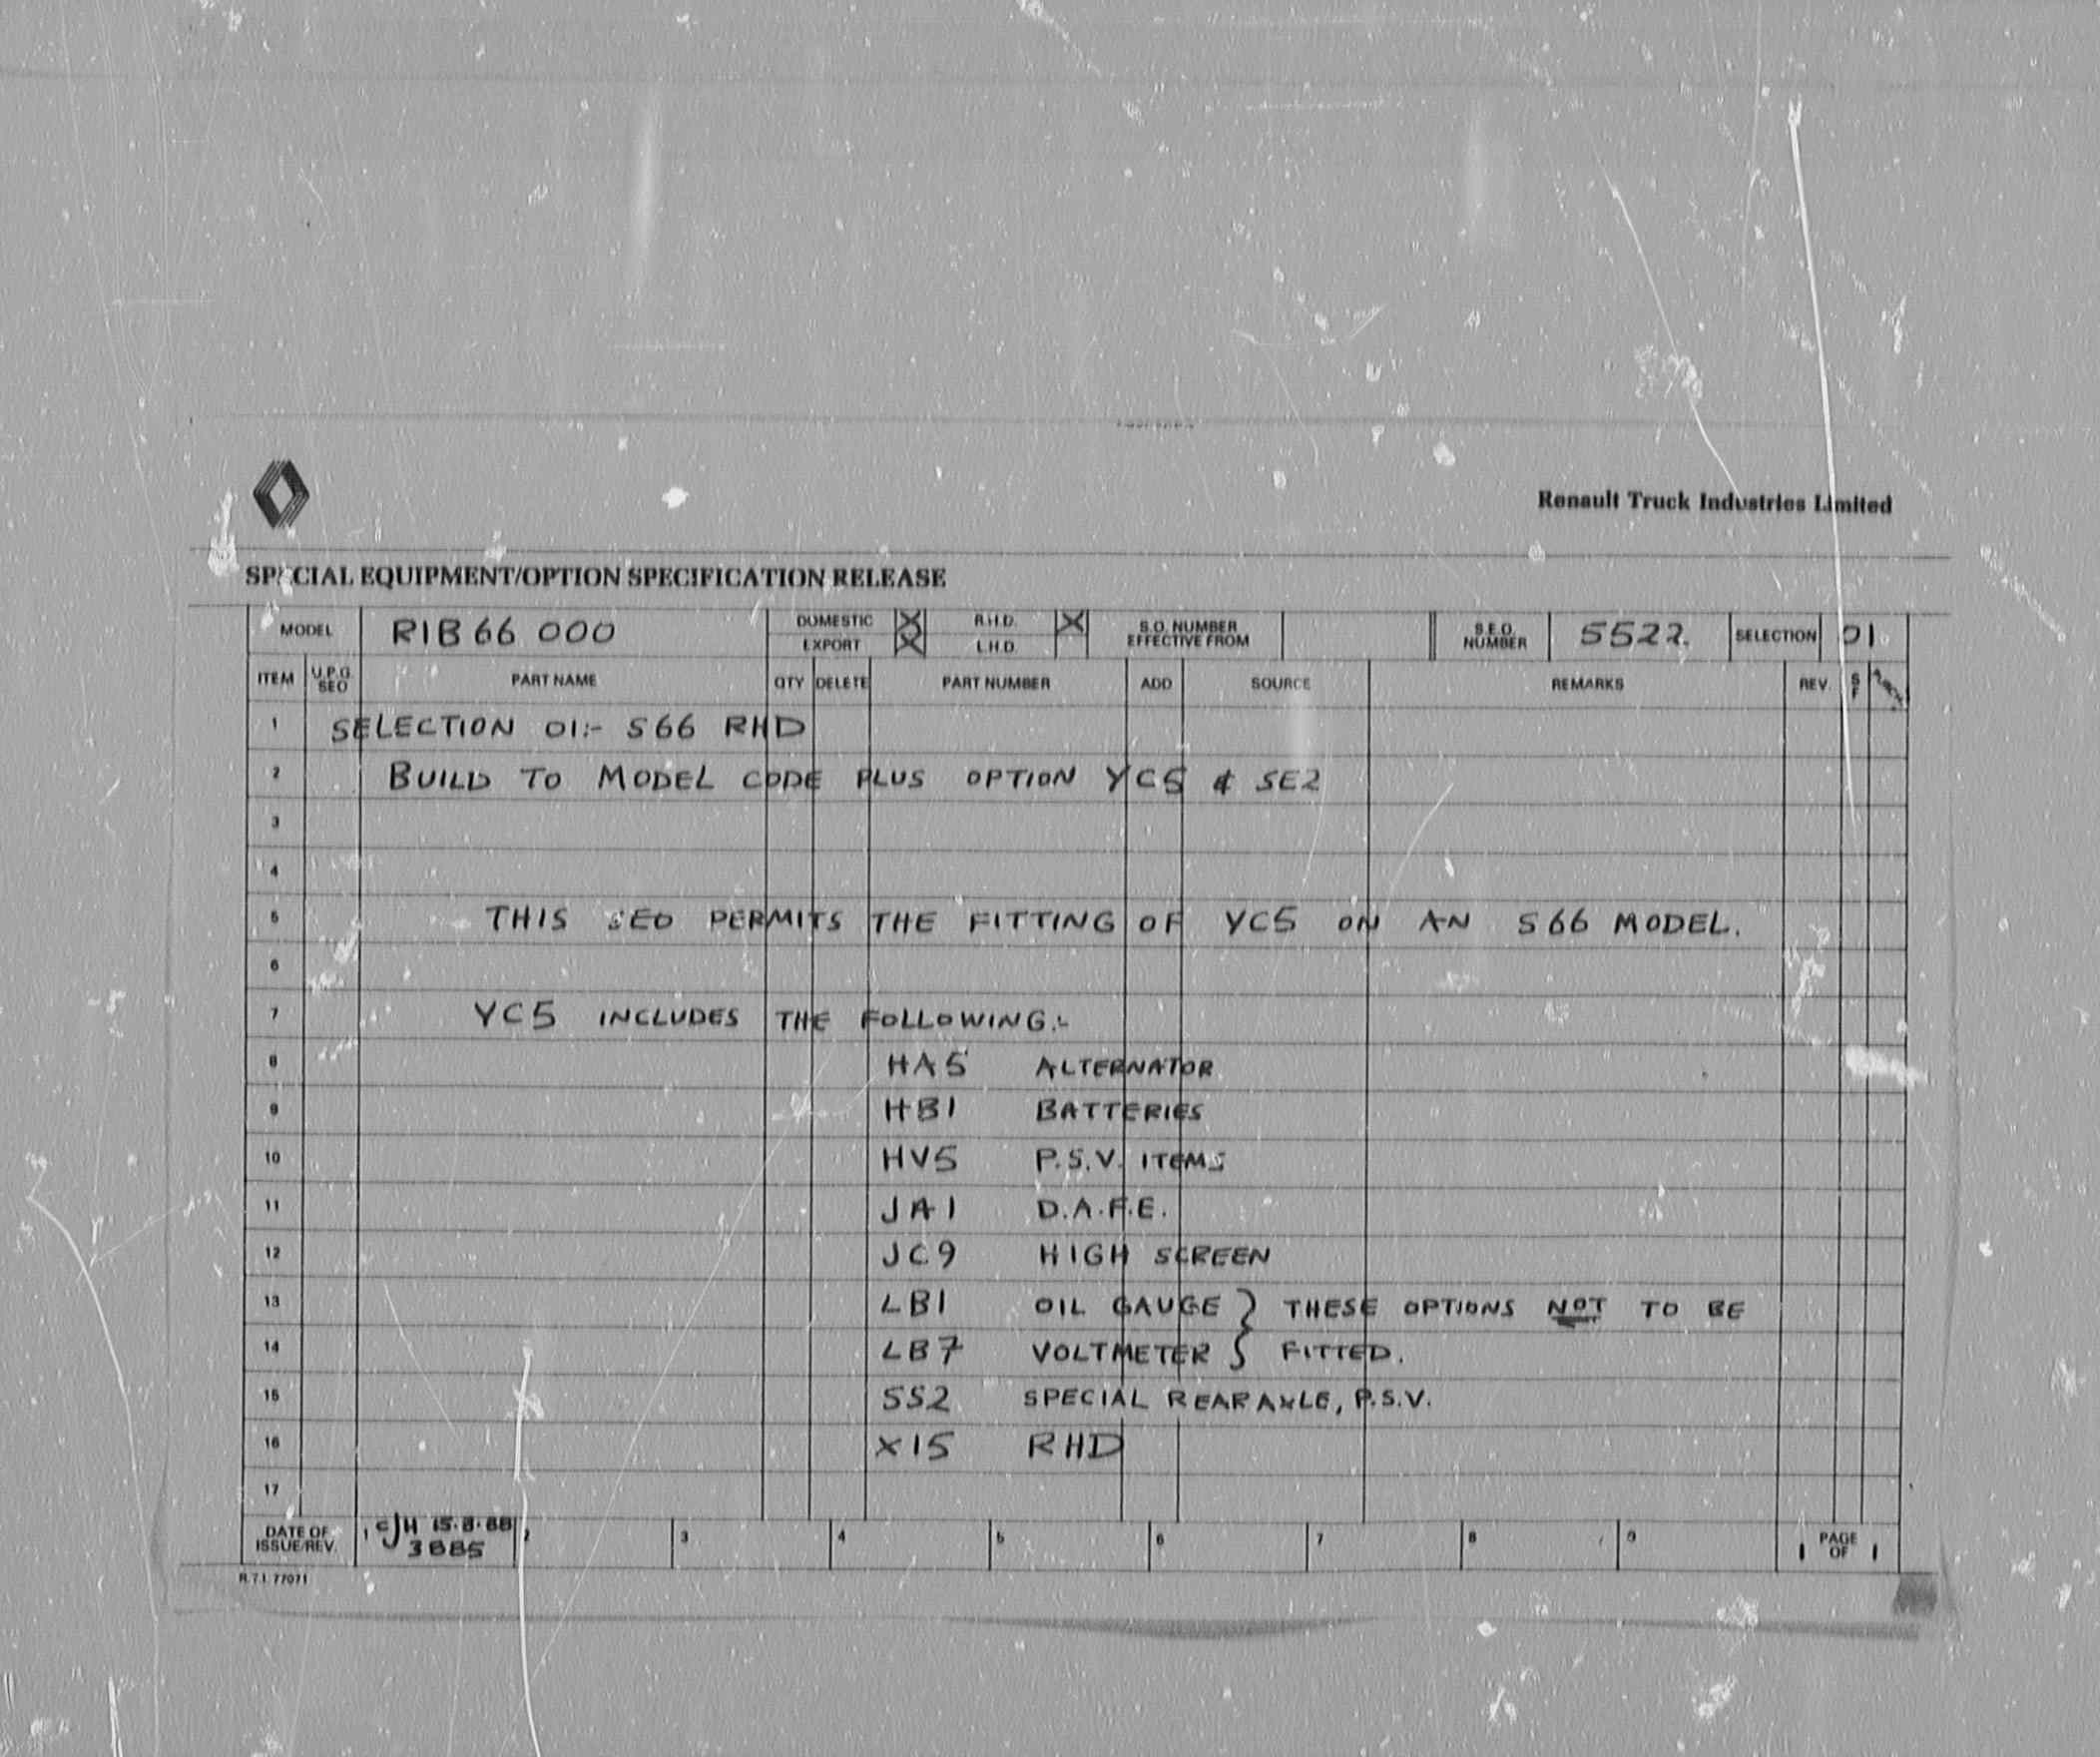 Renault Truck Industries Limited
SPECIAL EQUIPMENT/OPTION SPECIFICATION RELEASE
MODEL R1B66 000 DOMESTIC X R.H.D. X S.O. NUMBER EFFECTIVE FROM S.E.O. NUMBER 5522. SELECTION 01
EXPORT X L.H.D.
ITEM U.P.G. SEO PART NAME QTY DELETE PART NUMBER ADD SOURCE REMARKS REV. S F
1 SELECTION 01:- S66 RHD
2 BUILD TO MODEL CODE PLUS OPTION YC5 & SE2
3
4
5 THIS SEO PERMITS THE FITTING OF YC5 ON AN S66 MODEL.
6
7 YC5 INCLUDES THE FOLLOWING:-
8 HA5 ALTERNATOR
9 HB1 BATTERIES
10 HV5 P.S.V. ITEMS
11 JA1 D.A.F.E.
12 JC9 HIGH SCREEN
13 LB1 OIL GAUGE } THESE OPTIONS NOT TO BE
14 LB7 VOLTMETER } FITTED.
15 SS2 SPECIAL REAR AXLE, P.S.V.
16 X15 RHD
17
DATE OF ISSUE/REV. 1 CJH 15.8.88 2 3 4 5 6 7 8 9 PAGE
3885 1 OF 1
R.T.I. 77071